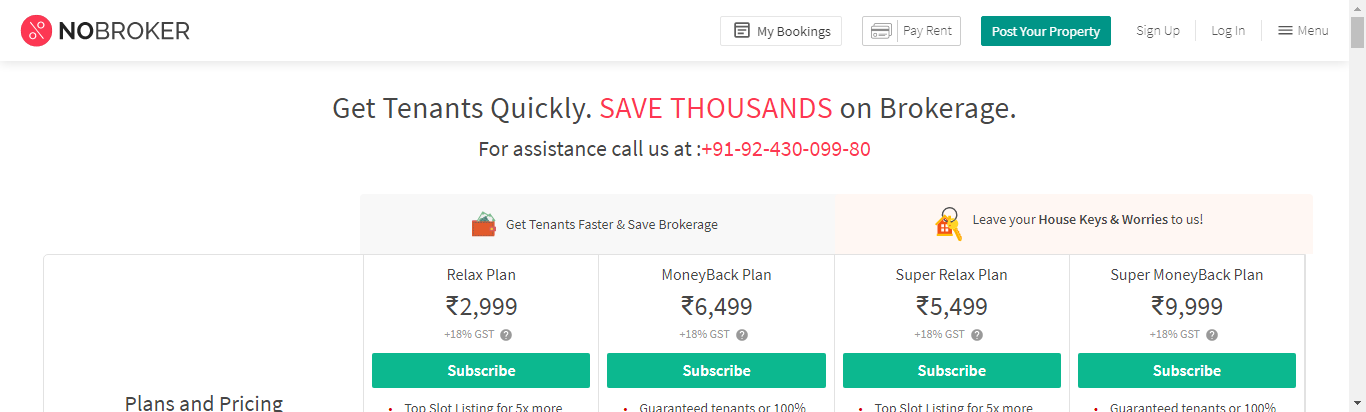 NOBROKER
My Bookings
Pay Rent
Post Your Property
Sign Up
Log In
Menu
Get Tenants Quickly. SAVE THOUSANDS on Brokerage.
For assistance call us at :+91-92-430-099-80
Get Tenants Faster & Save Brokerage
Leave your House Keys & Worries to us!
Relax Plan
₹2,999
+18% GST ?
Subscribe
Top Slot Listing for 5x more
MoneyBack Plan
₹6,499
+18% GST ?
Subscribe
Guaranteed tenants or 100%
Super Relax Plan
₹5,499
+18% GST ?
Subscribe
Top Slot Listing for 5x more
Super MoneyBack Plan
₹9,999
+18% GST ?
Subscribe
Guaranteed tenants or 100%
Plans and Pricing